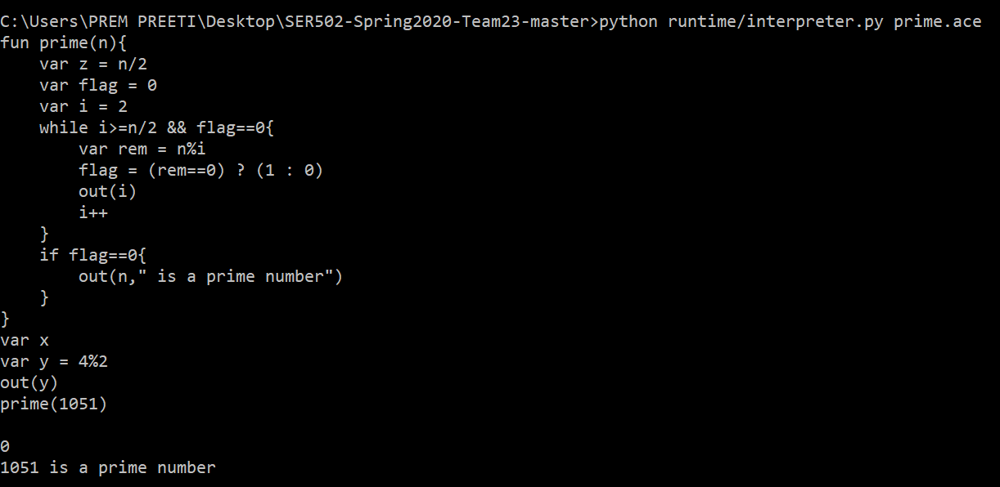 C:\Users\PREM PREETI\Desktop\SER502-Spring2020-Team23-master>python runtime/interpreter.py prime.ace
fun prime(n){
    var z = n/2
    var flag = 0
    var i = 2
    while i>=n/2 && flag==0{
        var rem = n%i
        flag = (rem==0) ? (1 : 0)
        out(i)
        i++
    }
    if flag==0{
        out(n," is a prime number")
    }
}
var x
var y = 4%2
out(y)
prime(1051)

0
1051 is a prime number